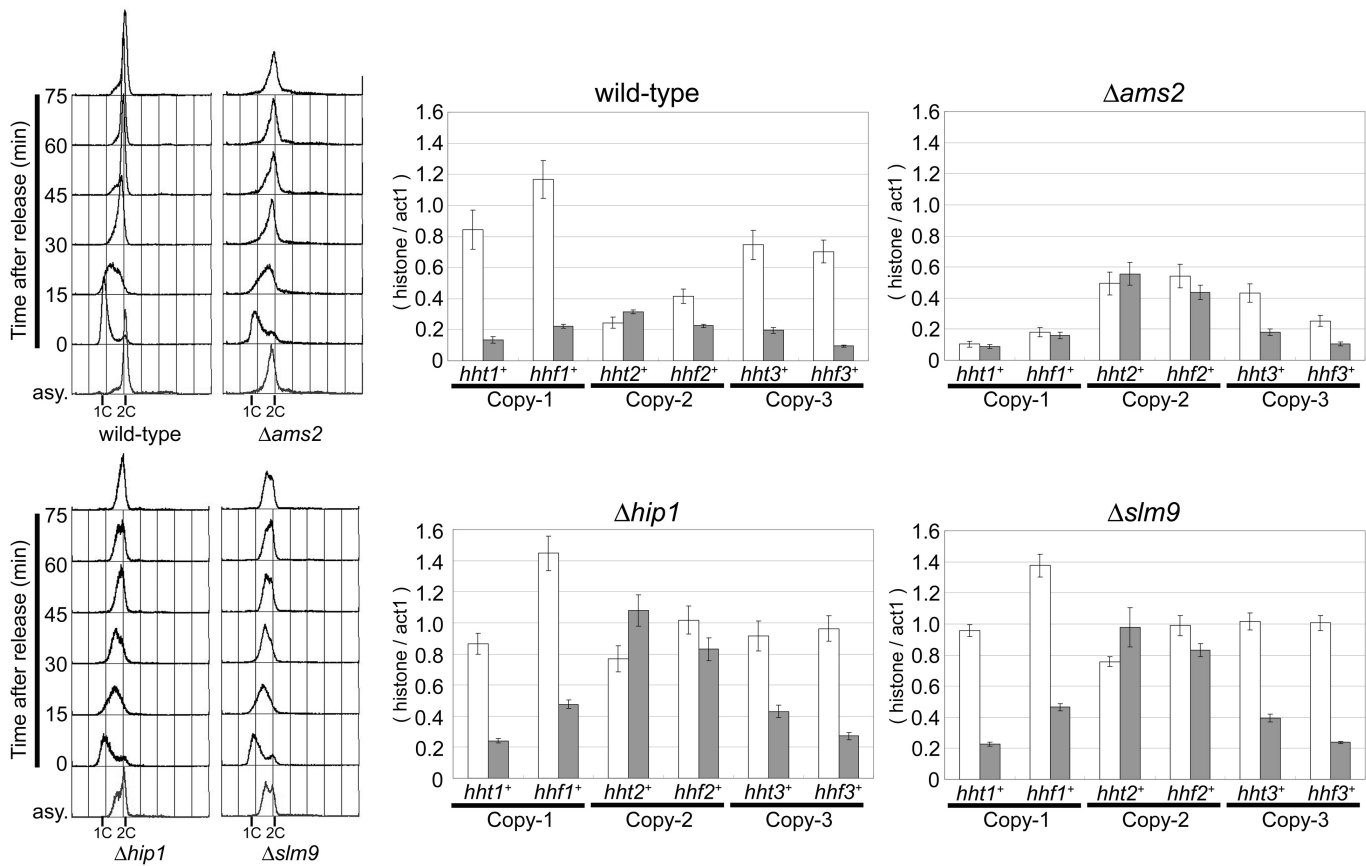 Time after release (min)
75
60
45
30
15
0
asy.
1C 2C
wild-type
1C 2C
Δams2
wild-type
( histone / act1 )
1.6
1.4
1.2
1.0
0.8
0.6
0.4
0.2
0
hht1+ hhf1+ hht2+ hhf2+ hht3+ hhf3+
Copy-1 Copy-2 Copy-3
Δams2
( histone / act1 )
1.6
1.4
1.2
1.0
0.8
0.6
0.4
0.2
0
hht1+ hhf1+ hht2+ hhf2+ hht3+ hhf3+
Copy-1 Copy-2 Copy-3
Time after release (min)
75
60
45
30
15
0
asy.
1C 2C
Δhip1
1C 2C
Δslm9
Δhip1
( histone / act1 )
1.6
1.4
1.2
1.0
0.8
0.6
0.4
0.2
0
hht1+ hhf1+ hht2+ hhf2+ hht3+ hhf3+
Copy-1 Copy-2 Copy-3
Δslm9
( histone / act1 )
1.6
1.4
1.2
1.0
0.8
0.6
0.4
0.2
0
hht1+ hhf1+ hht2+ hhf2+ hht3+ hhf3+
Copy-1 Copy-2 Copy-3